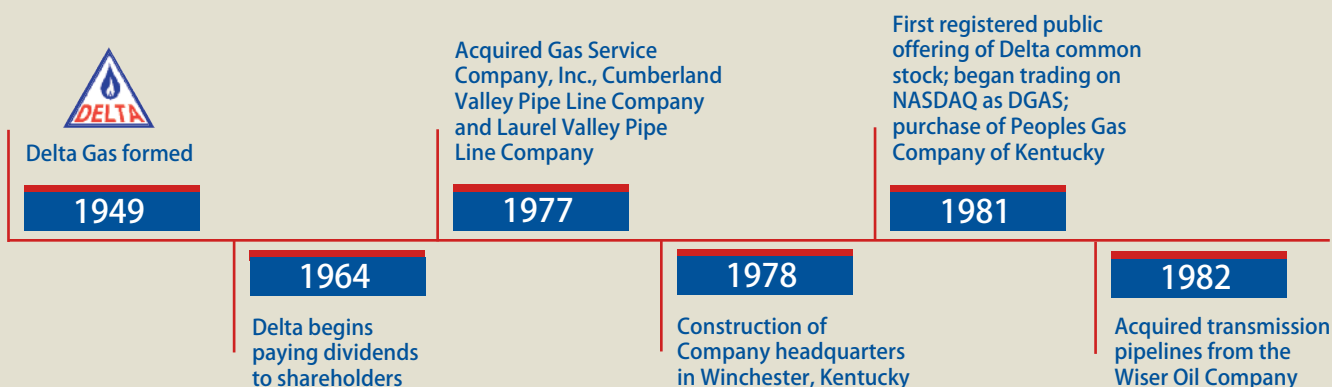 DELTA
Delta Gas formed
1949
1964
Delta begins
paying dividends
to shareholders
Acquired Gas Service
Company, Inc., Cumberland
Valley Pipe Line Company
and Laurel Valley Pipe
Line Company
1977
1978
Construction of
Company headquarters
in Winchester, Kentucky
First registered public
offering of Delta common
stock; began trading on
NASDAQ as DGAS;
purchase of Peoples Gas
Company of Kentucky
1981
1982
Acquired transmission
pipelines from the
Wiser Oil Company